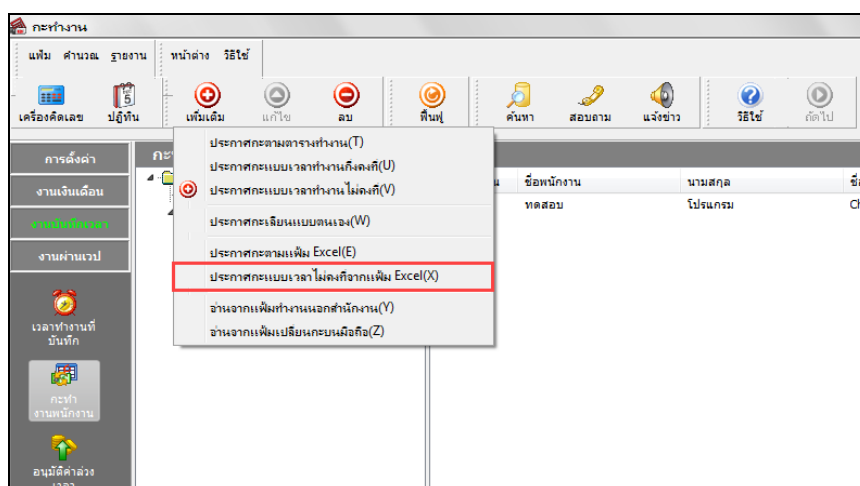 กะทำงาน
แฟ้ม คำนวณ รูายงาน หน้าต่าง วิธีใช้
เครื่องคิดเลข ปฏิทิน เพิ่มเติม แก้ไข ลบ ฟื้นฟู ค้นหา สอบถาม แจ้งข่าว วิธีใช้ ถัดไป
5
การตั้งค่า
งานเงินเดือน
งานบันทึกเวลา
งานผ่านเวป
เวลาทำงานที่
บันทึก
กะทำ
งานพนักงาน
อนุมัติค่าล่วง
เวลา
กะ
ประกาศกะตามตารางทำงาน(T)
ประกาศกะแบบเวลาทำงานกึ่งคงที่(U)
ประกาศกะแบบเวลาทำงานไม่คงที่(V)
ประกาศกะเลียนแบบตนเอง(W)
ประกาศกะตามแฟ้ม Excel(E)
ประกาศกะแบบเวลาไม่คงที่จากแฟ้ม Excel(X)
อ่านจากแฟ้มทำงานนอกสำนักงาน(Y)
อ่านจากแฟ้มเปลี่ยนกะบนมือถือ(Z)
น ชื่อพนักงาน นามสกุล ชื่
ทดสอบ โปรแกรม Ch